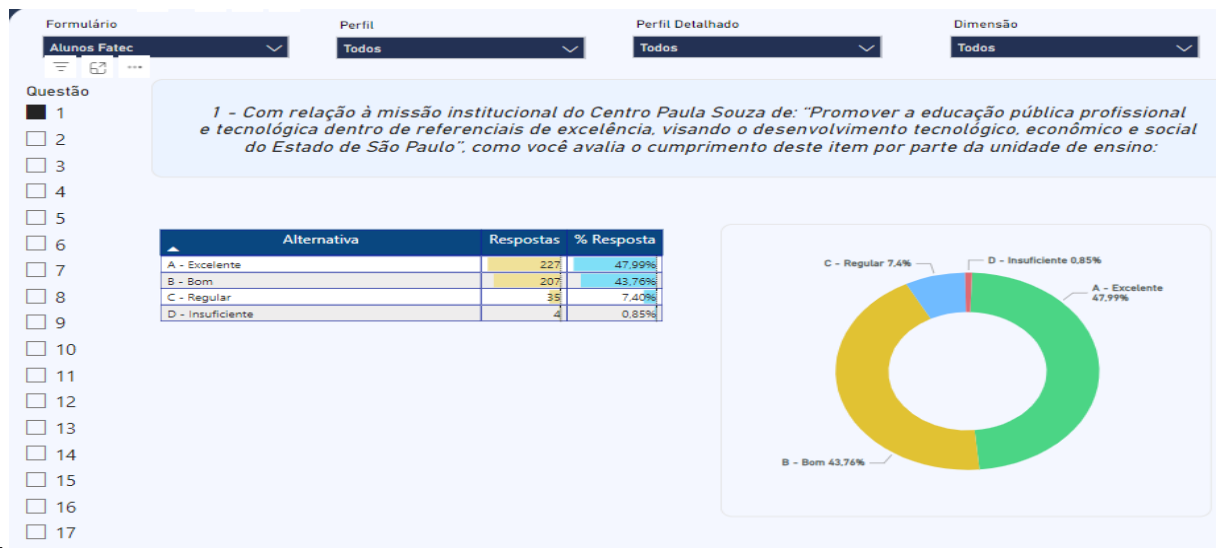 Formulário
Perfil
Perfil Detalhado
Dimensão
Alunos Fatec
Todos
Todos
Todos
Questão
1
2
3
4
5
6
7
8
9
10
11
12
13
14
15
16
17
1 - Com relação à missão institucional do Centro Paula Souza de: “Promover a educação pública profissional
e tecnológica dentro de referenciais de excelência, visando o desenvolvimento tecnológico, econômico e social
do Estado de São Paulo”, como você avalia o cumprimento deste item por parte da unidade de ensino:
Alternativa Respostas % Resposta
A - Excelente 227 47,99%
B - Bom 207 43,76%
C - Regular 35 7,40%
D - Insuficiente 4 0,85%
C - Regular 7,4%
D - Insuficiente 0,85%
A - Excelente
47,99%
B - Bom 43,76%